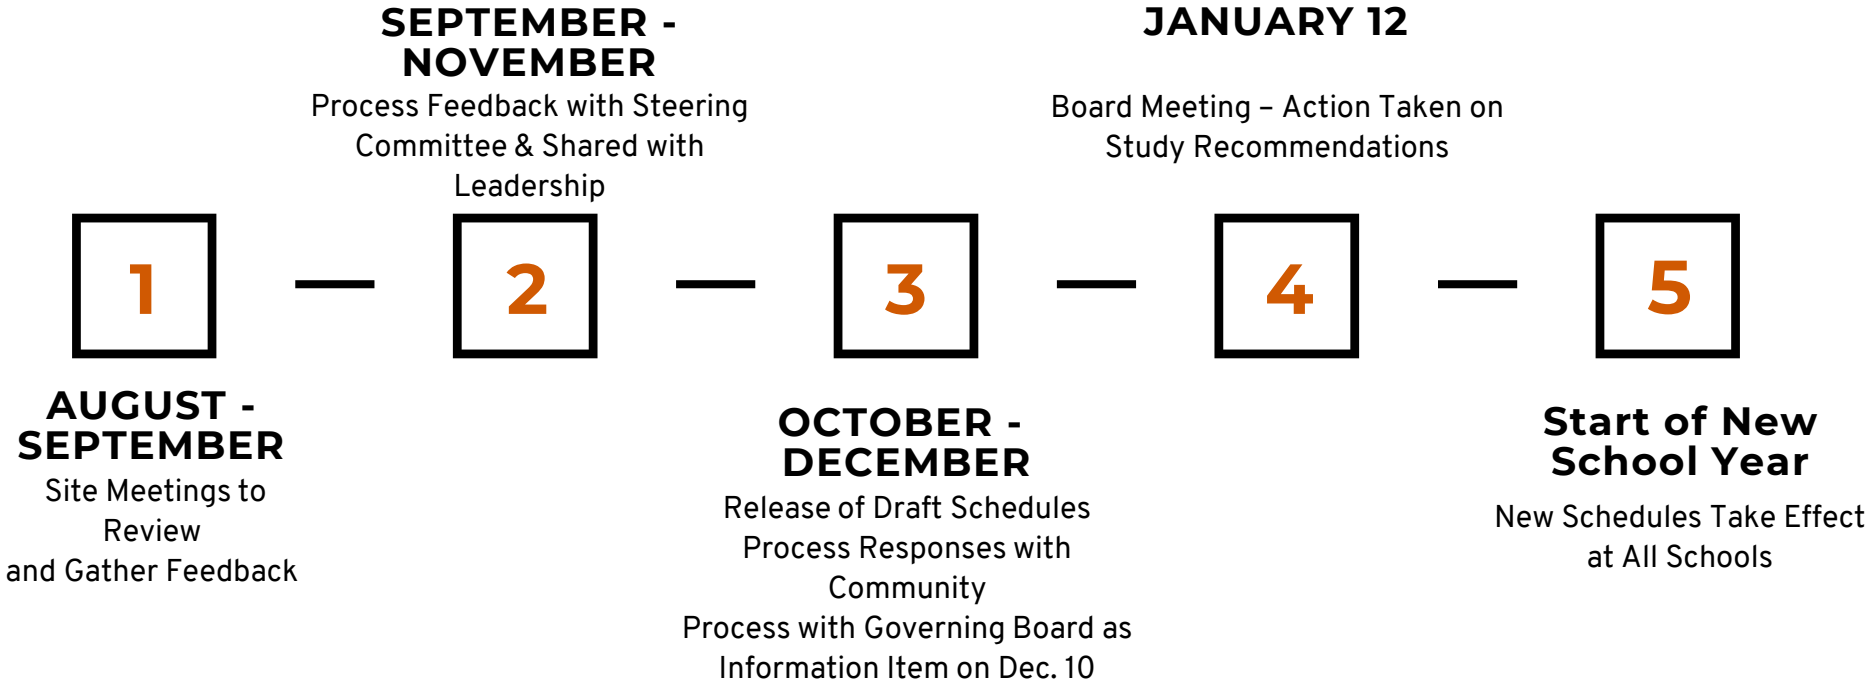 1
AUGUST -
SEPTEMBER
Site Meetings to
Review
and Gather Feedback
SEPTEMBER -
NOVEMBER
Process Feedback with Steering
Committee & Shared with
Leadership
2
3
OCTOBER -
DECEMBER
Release of Draft Schedules
Process Responses with
Community
Process with Governing Board as
Information Item on Dec. 10
JANUARY 12
Board Meeting – Action Taken on
Study Recommendations
4
5
Start of New
School Year
New Schedules Take Effect
at All Schools